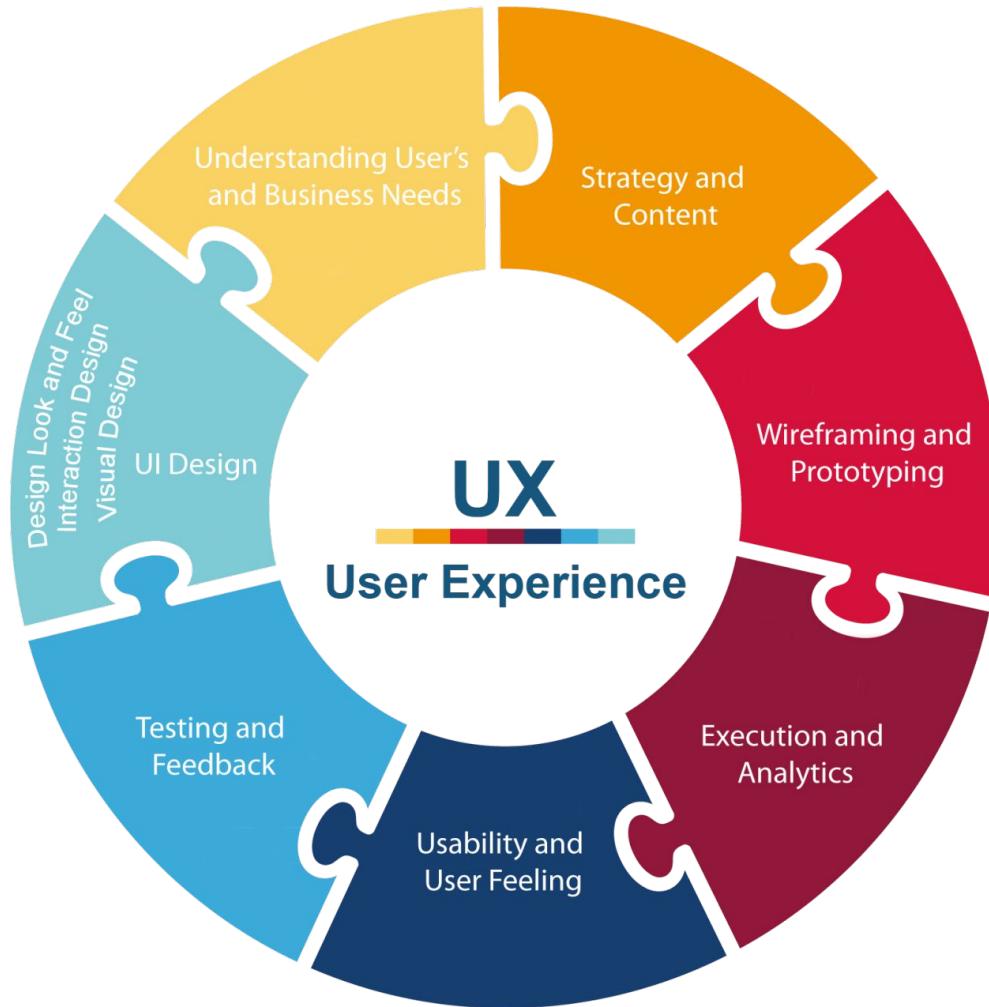 Understanding User's
and Business Needs
Strategy and
Content
Wireframing and
Prototyping
Execution and
Analytics
Usability and
User Feeling
Testing and
Feedback
UI Design
Design Look and Feel
Interaction Design
Visual Design
UX
User Experience